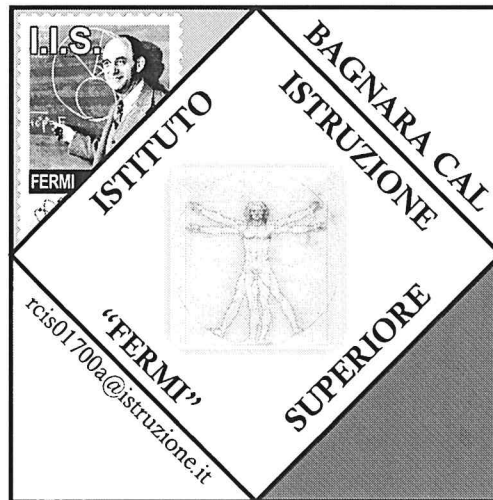 I.I.S.
FERMI
BAGNARA CAL
ISTITUTO
ISTRUZIONE
"FERMI"
SUPERIORE
rcis01700a@istruzione.it